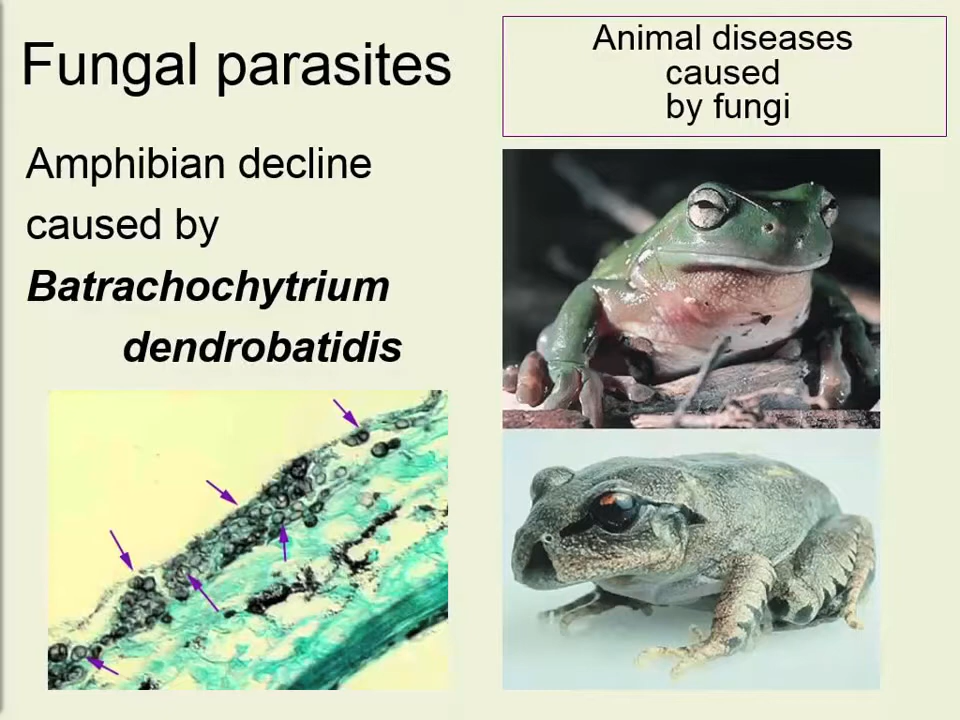 Fungal parasites
Animal diseases
caused
by fungi
Amphibian decline
caused by
Batrachochytrium
dendrobatidis